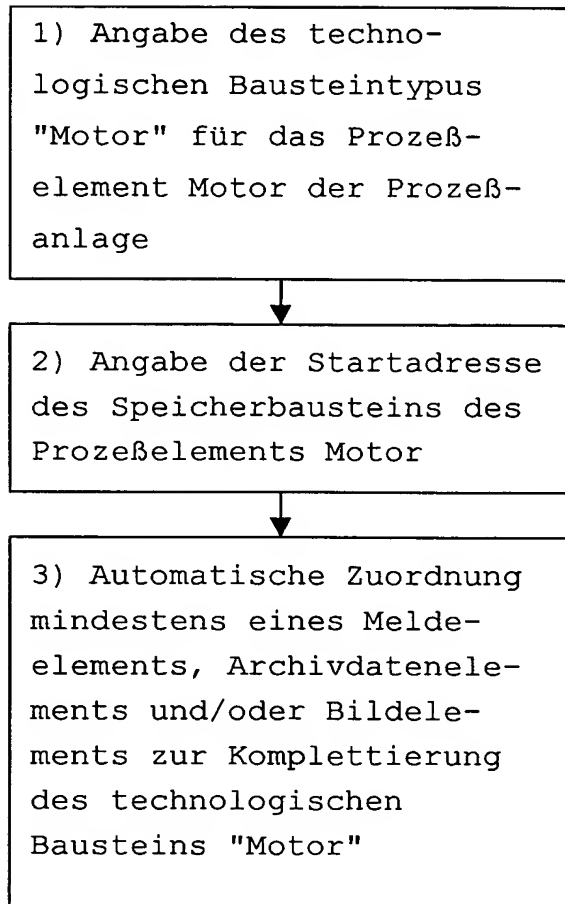 1) Angabe des techno-
logischen Bausteintypus
"Motor" für das Prozeß-
element Motor der Prozeß-
anlage
2) Angabe der Startadresse
des Speicherbausteins des
Prozeßelements Motor
3) Automatische Zuordnung
mindestens eines Melde-
elements, Archivdatenele-
ments und/oder Bildele-
ments zur Komplettierung
des technologischen
Bausteins "Motor"